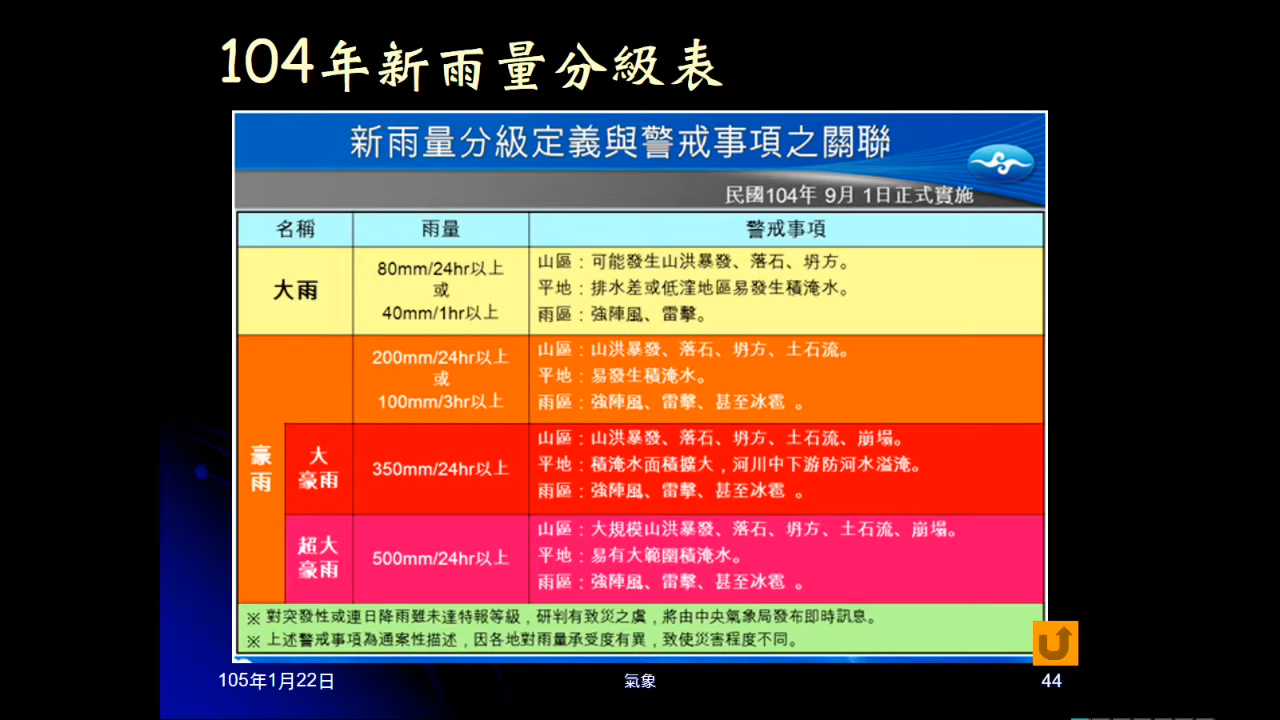 104年新雨量分級表
新雨量分級定義與警戒事項之關聯
民國104年 9月 1日正式實施
名稱 雨量 警戒事項
大雨
80mm/24hr以上
或
40mm/1hr以上
山區：可能發生山洪暴發、落石、坍方。
平地：排水差或低窪地區易發生積淹水。
雨區：強陣風、雷擊。
豪雨
200mm/24hr以上
或
100mm/3hr以上
山區：山洪暴發、落石、坍方、土石流。
平地：易發生積淹水。
雨區：強陣風、雷擊、甚至冰雹 。
大
豪雨
350mm/24hr以上
山區：山洪暴發、落石、坍方、土石流、崩塌。
平地：積淹水面積擴大，河川中下游防河水溢淹。
雨區：強陣風、雷擊、甚至冰雹 。
超大
豪雨
500mm/24hr以上
山區：大規模山洪暴發、落石、坍方、土石流、崩塌。
平地：易有大範圍積淹水。
雨區：強陣風、雷擊、甚至冰雹 。
※ 對突發性或連日降雨雖未達特報等級，研判有致災之虞，將由中央氣象局發布即時訊息。
※ 上述警戒事項為通案性描述，因各地對雨量承受度有異，致使災害程度不同。
105年1月22日 氣象 44